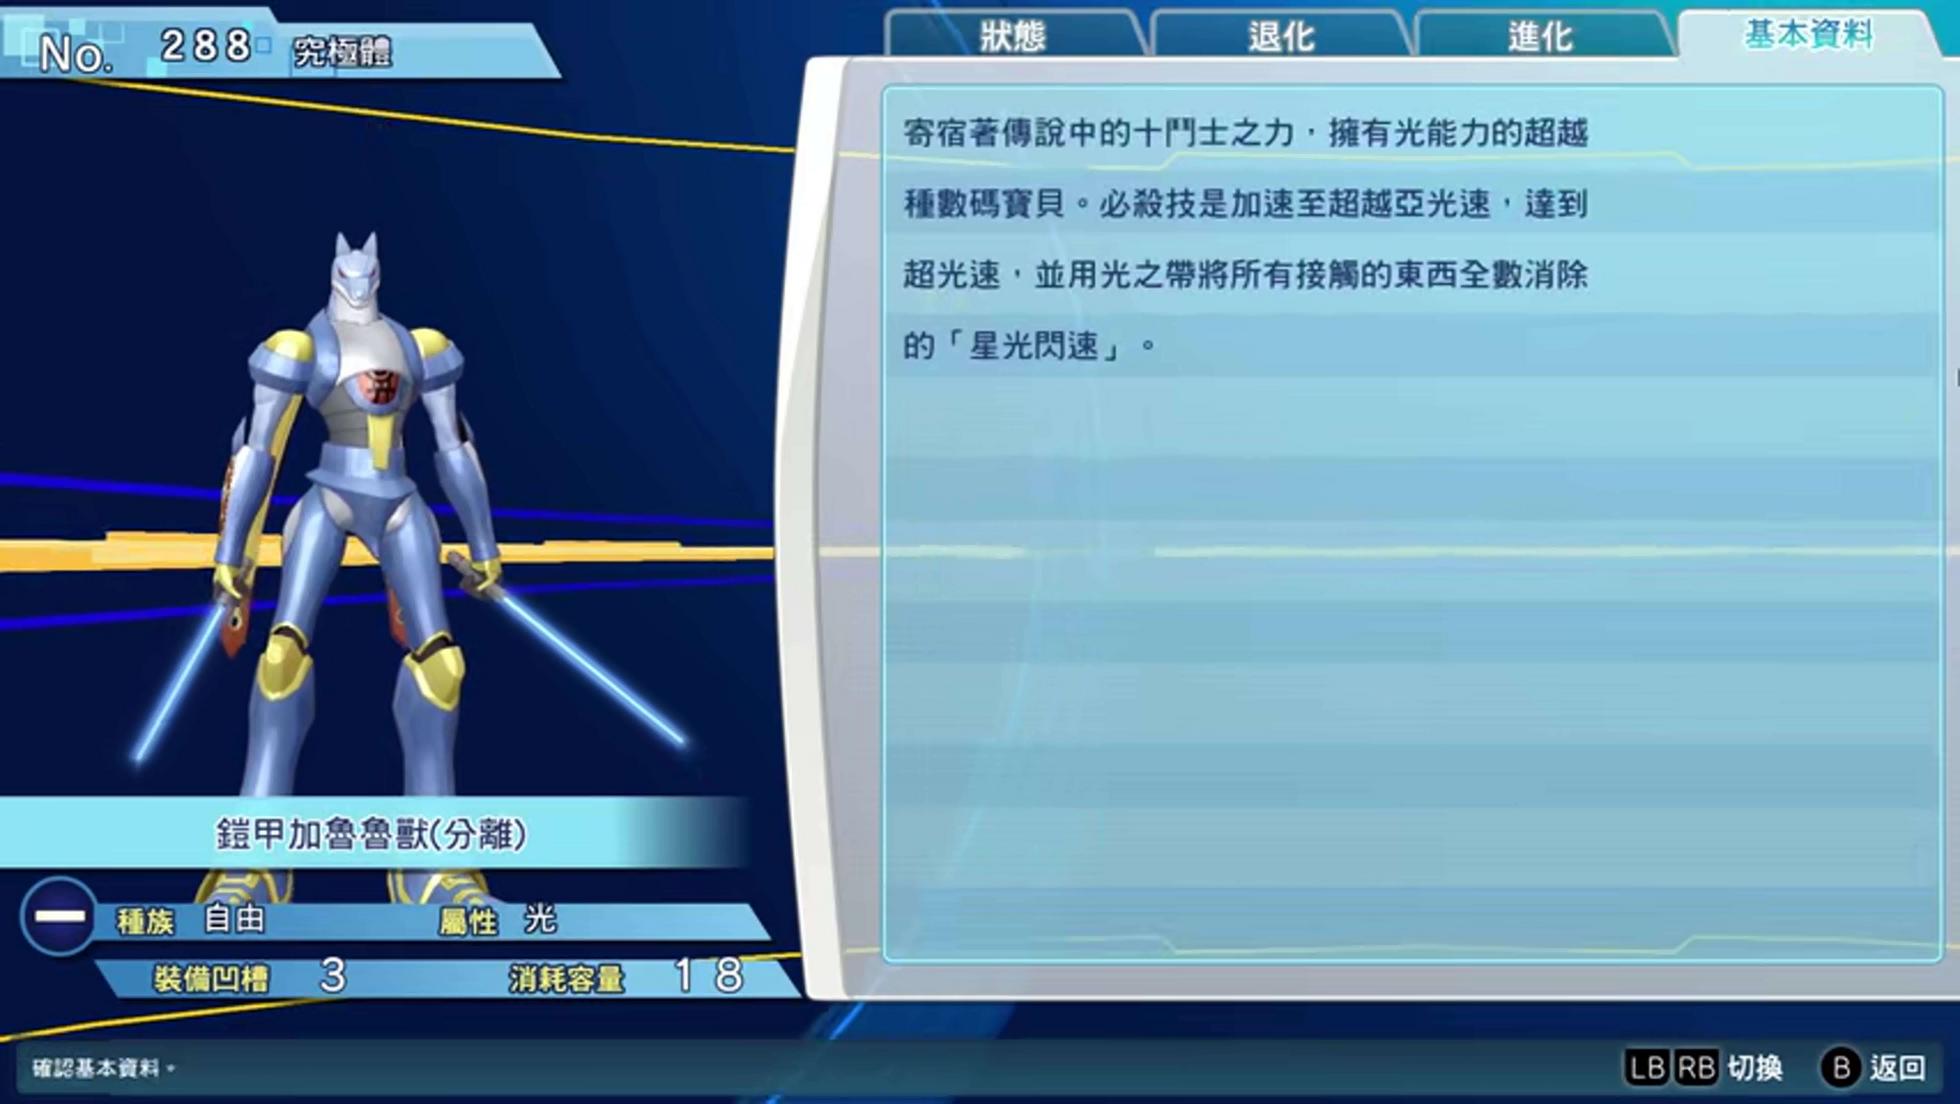 No. 288 究極體
狀態 退化 進化 基本資料
寄宿著傳說中的十鬥士之力，擁有光能力的超越
種數碼寶貝。必殺技是加速至超越亞光速，達到
超光速，並用光之帶將所有接觸的東西全數消除
的「星光閃速」。
鎧甲加魯魯獸(分離)
種族 自由 屬性 光
裝備凹槽 3 消耗容量 18
確認基本資料。
LB RB 切換 B 返回